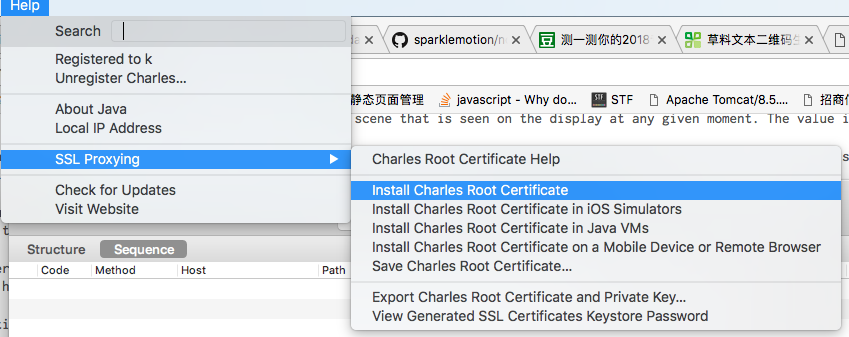 Help
Search
sparklemotion/n
测一测你的2018
草料文本二维码生
Registered to k
Unregister Charles...
静态页面管理
javascript - Why do...
STF
Apache Tomcat/8.5....
招商信
About Java
Local IP Address
scene that is seen on the display at any given moment. The value i
SSL Proxying
Charles Root Certificate Help
Check for Updates
Visit Website
Install Charles Root Certificate
Install Charles Root Certificate in iOS Simulators
Install Charles Root Certificate in Java VMs
Install Charles Root Certificate on a Mobile Device or Remote Browser
Save Charles Root Certificate...
Export Charles Root Certificate and Private Key...
View Generated SSL Certificates Keystore Password
Structure
Sequence
Code
Method
Host
Path